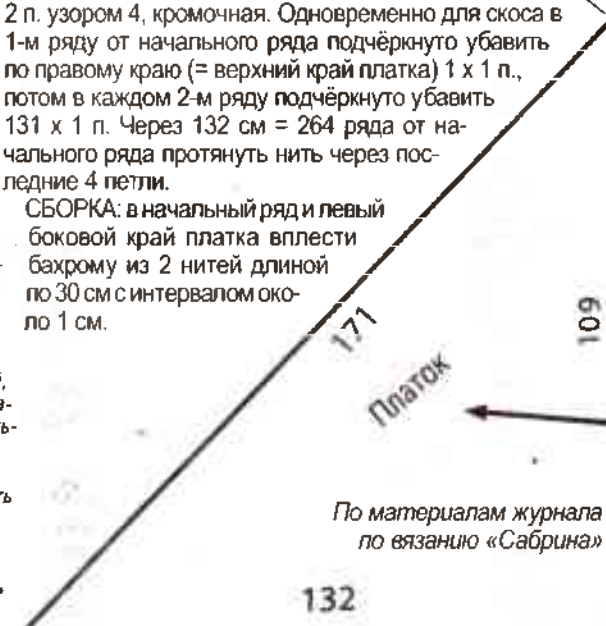 2 п. узором 4, кромочная. Одновременно для скоса в
1-м ряду от начального ряда подчёркнуто убавить
по правому краю (= верхний край платка) 1 х 1 п.,
потом в каждом 2-м ряду подчёркнуто убавить
131 х 1 п. Через 132 см = 264 ряда от на-
чального ряда протянуть нить через пос-
ледние 4 петли.
СБОРКА: в начальный ряд и левый
боковой край платка вплести
бахрому из 2 нитей длиной
по 30 см с интервалом око-
ло 1 см.
171
109
Платок
По материалам журнала
по вязанию «Сабрина»
132